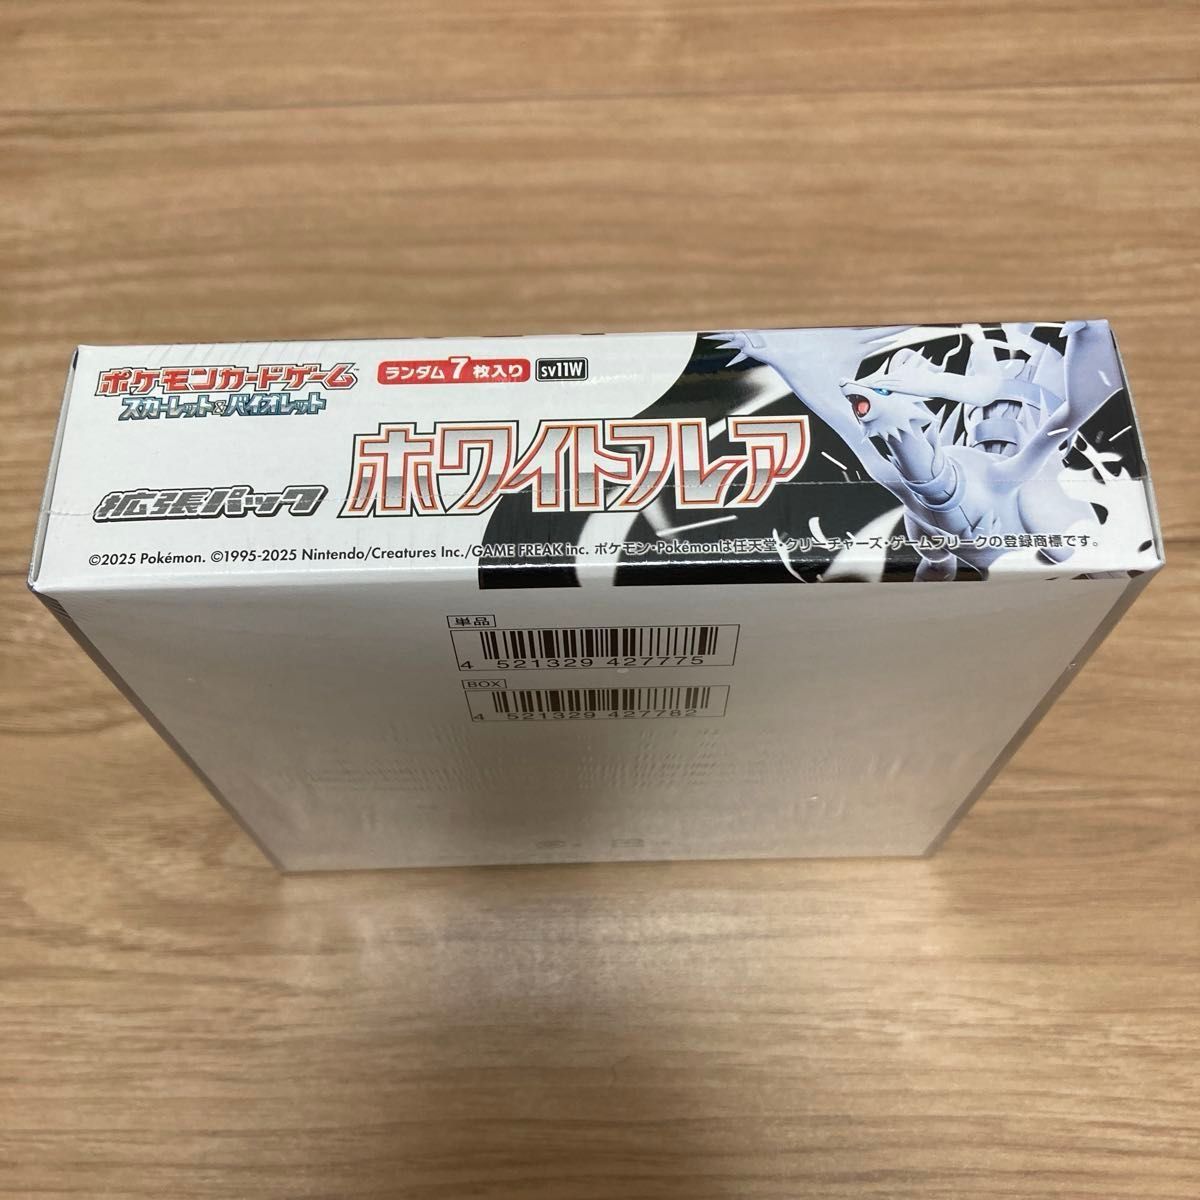 ポケモンカードゲーム™
スカーレット&バイオレット
ランダム7枚入り
sv11W
拡張パック
ホワイトフレア
©2025 Pokémon. ©1995-2025 Nintendo/Creatures Inc./GAME FREAK inc. ポケモン・Pokémonは任天堂・クリーチャーズ・ゲームフリークの登録商標です。
単品
4 521329 427775
BOX
4 521329 427782